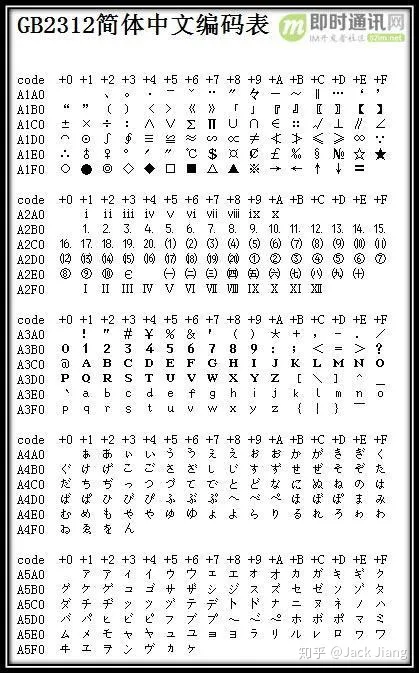 GB2312简体中文编码表
即时通讯网
IM开发者社区 52im.net
code +0 +1 +2 +3 +4 +5 +6 +7 +8 +9 +A +B +C +D +E +F
A1A0 、 。 · ˉ ˇ ¨ 〃 々 — ～ ‖ … ‘ ’
A1B0 “ ” 〔 〕 〈 〉 《 》 「 」 『 』 〖 〗 【 】
A1C0 ± × ÷ ∶ ∧ ∨ ∑ ∏ ∪ ∩ ∈ ∷ √ ⊥ ∥ ∠
A1D0 ⌒ ⊙ ∫ ∮ ≡ ≌ ≈ ∽ ∝ ≠ ≮ ≯ ≤ ≥ ∞ ∵
A1E0 ∴ ♂ ♀ ° ′ ″ ℃ ＄ ¤ ￠ ￡ ‰ § № ☆ ★
A1F0 ○ ● ◎ ◇ ◆ □ ■ △ ▲ ※ → ← ↑ ↓ 〓
code +0 +1 +2 +3 +4 +5 +6 +7 +8 +9 +A +B +C +D +E +F
A2A0 ⅰ ⅱ ⅲ ⅳ ⅴ ⅵ ⅶ ⅷ ⅸ ⅹ
A2B0 ⒈ ⒉ ⒊ ⒋ ⒌ ⒍ ⒎ ⒏ ⒐ ⒑ ⒒ ⒓ ⒔ ⒕ ⒖
A2C0 ⒗ ⒘ ⒙ ⒚ ⒛ ⑴ ⑵ ⑶ ⑷ ⑸ ⑹ ⑺ ⑻ ⑼ ⑽ ⑾
A2D0 ⑿ ⒀ ⒁ ⒂ ⒃ ⒄ ⒅ ⒆ ⒇ ① ② ③ ④ ⑤ ⑥ ⑦
A2E0 ⑧ ⑨ ⑩ € ㈠ ㈡ ㈢ ㈣ ㈤ ㈥ ㈦ ㈧ ㈨ ㈩
A2F0 Ⅰ Ⅱ Ⅲ Ⅳ Ⅴ Ⅵ Ⅶ Ⅷ Ⅸ Ⅹ Ⅺ Ⅻ
code +0 +1 +2 +3 +4 +5 +6 +7 +8 +9 +A +B +C +D +E +F
A3A0 ！ ＂ ＃ ￥ ％ ＆ ＇ （ ） ＊ ＋ ， － ． ／
A3B0 ０ １ ２ ３ ４ ５ ６ ７ ８ ９ ： ； ＜ ＝ ＞ ？
A3C0 ＠ Ａ Ｂ Ｃ Ｄ Ｅ Ｆ Ｇ Ｈ Ｉ Ｊ Ｋ Ｌ Ｍ Ｎ Ｏ
A3D0 Ｐ Ｑ Ｒ Ｓ Ｔ Ｕ Ｖ Ｗ Ｘ Ｙ Ｚ ［ ＼ ］ ＾ ＿
A3E0 ｀ ａ ｂ ｃ ｄ ｅ ｆ ｇ ｈ ｉ ｊ ｋ ｌ ｍ ｎ ｏ
A3F0 ｐ ｑ ｒ ｓ ｔ ｕ ｖ ｗ ｘ ｙ ｚ ｛ ｜ ｝ ￣
code +0 +1 +2 +3 +4 +5 +6 +7 +8 +9 +A +B +C +D +E +F
A4A0 ぁ あ ぃ い ぅ う ぇ え ぉ お か が き ぎ く
A4B0 ぐ け げ こ ご さ ざ し じ す ず せ ぜ そ ぞ た
A4C0 だ ち ぢ っ つ づ て で と ど な に ぬ ね の は
A4D0 ば ぱ ひ び ぴ ふ ぶ ぷ へ べ ぺ ほ ぼ ぽ ま み
A4E0 む め も ゃ や ゅ ゆ ょ よ ら り る れ ろ ゎ わ
A4F0 ゐ ゑ を ん
code +0 +1 +2 +3 +4 +5 +6 +7 +8 +9 +A +B +C +D +E +F
A5A0 ァ ア ィ イ ゥ ウ ェ エ ォ オ カ ガ キ ギ ク
A5B0 グ ケ ゲ コ ゴ サ ザ シ ジ ス ズ セ ゼ ソ ゾ タ
A5C0 ダ チ ヂ ッ ツ ヅ テ デ ト ド ナ ニ ヌ ネ ノ ハ
A5D0 バ パ ヒ ビ ピ フ ブ プ ヘ ベ ペ ホ ボ ポ マ ミ
A5E0 ム メ モ ャ ヤ ュ ユ ョ ヨ ラ リ ル レ ロ ヮ ワ
A5F0 ヰ ヱ ヲ ン ヴ ヵ ヶ
知乎 @Jack Jiang